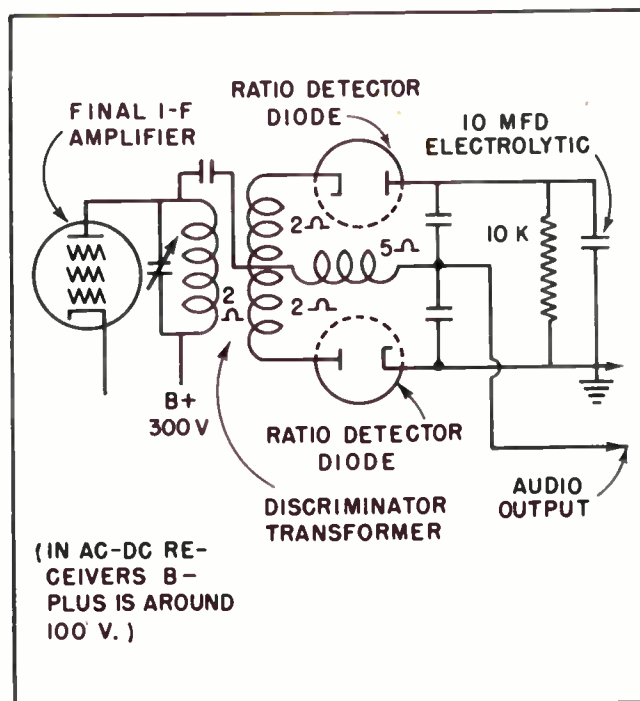 RATIO DETECTOR
DIODE
FINAL I-F
AMPLIFIER
10 MFD
ELECTROLYTIC
2Ω
5Ω
10 K
2
Ω
2Ω
B+
300 V
RATIO DETECTOR
DIODE
DISCRIMINATOR
TRANSFORMER
AUDIO
OUTPUT
(IN AC-DC RE-
CEIVERS B-
PLUS IS AROUND
100 V.)